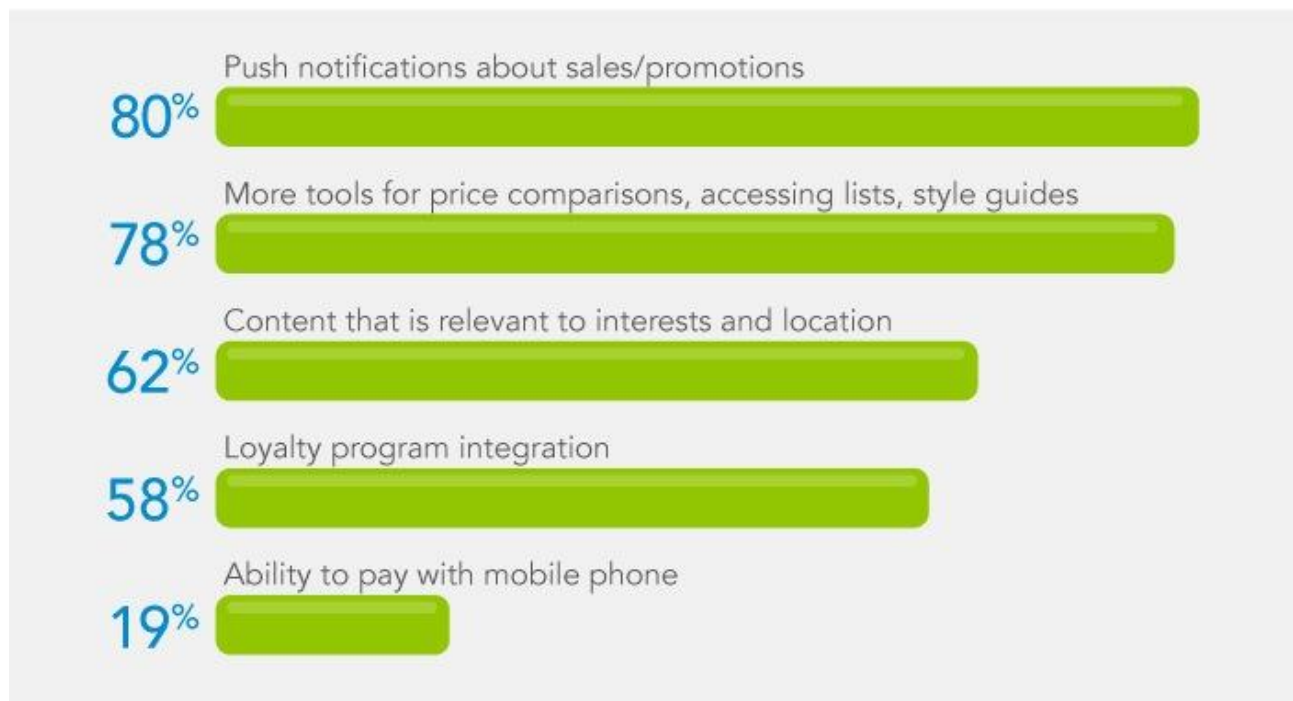 Push notifications about sales/promotions
80%
More tools for price comparisons, accessing lists, style guides
78%
Content that is relevant to interests and location
62%
Loyalty program integration
58%
Ability to pay with mobile phone
19%